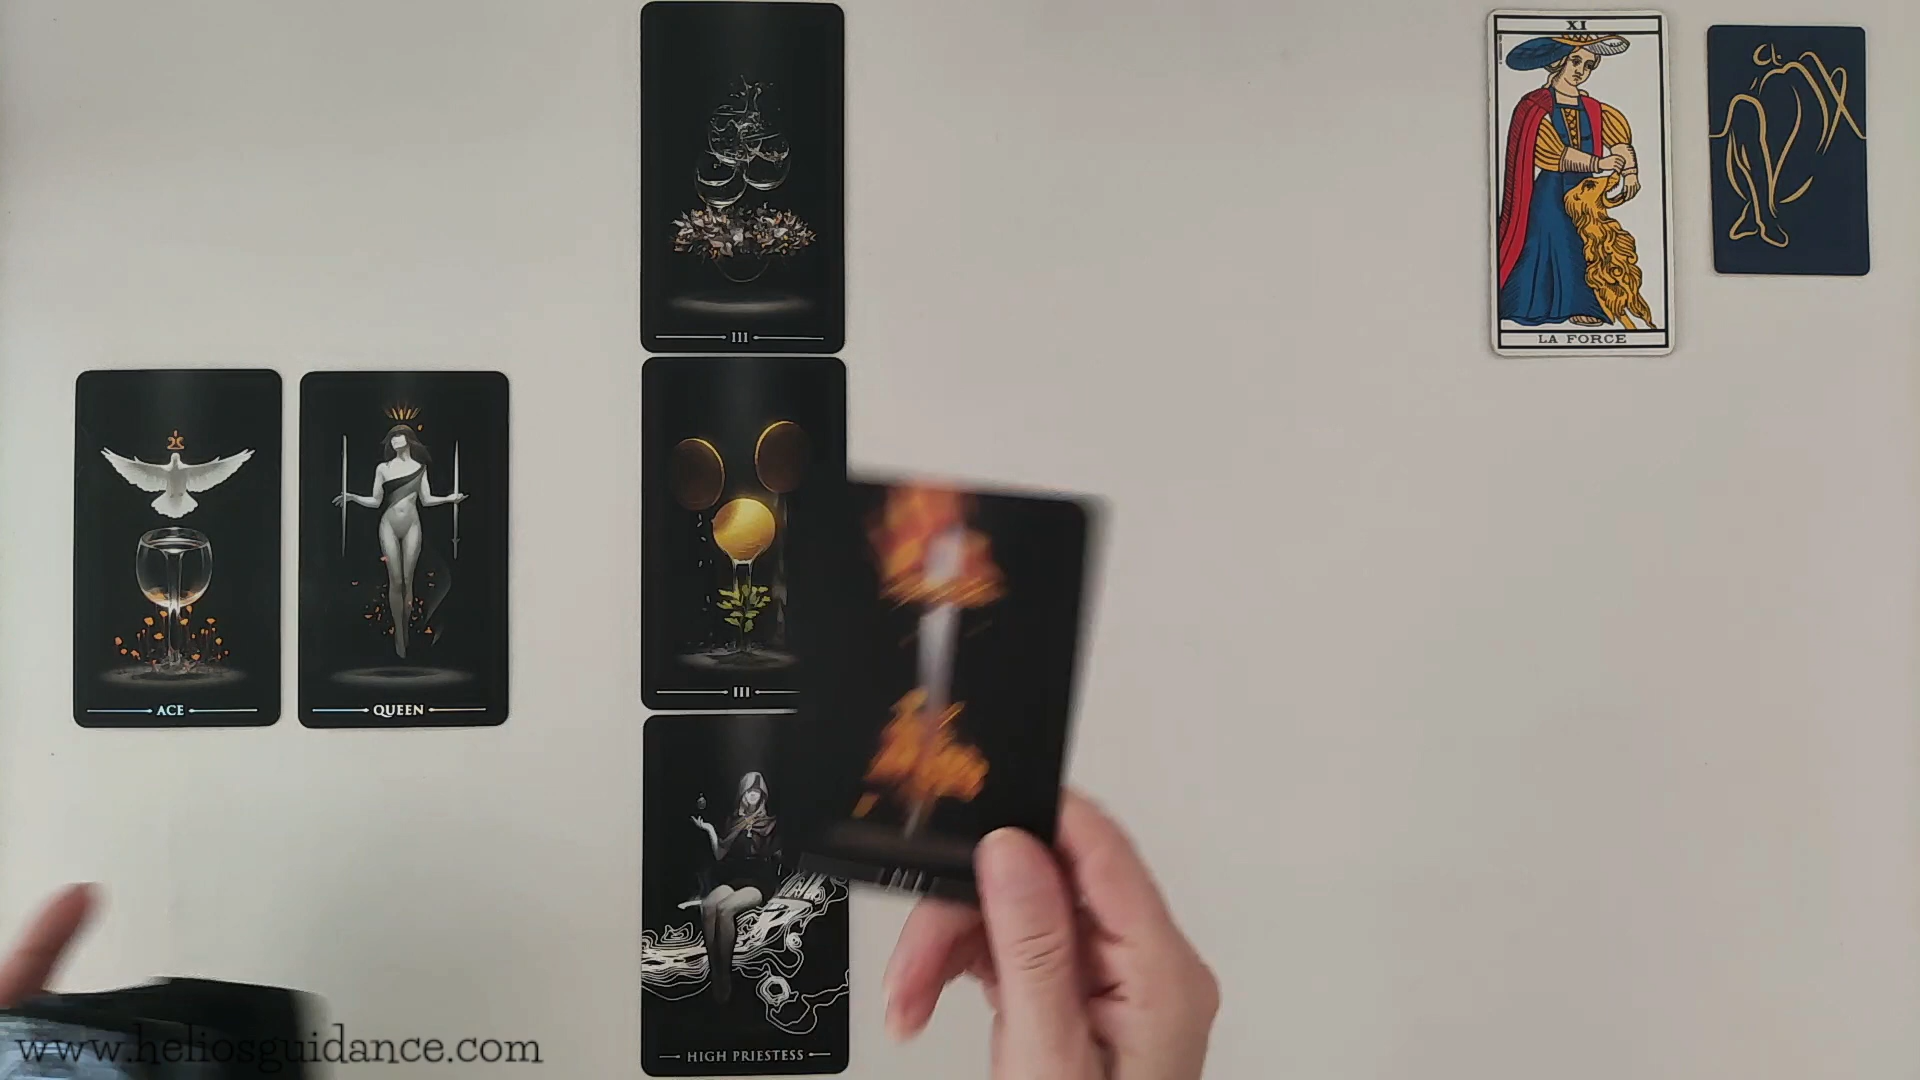 XI
LA FORCE
III
ACE
QUEEN
III
HIGH PRIESTESS
www.heliosguidance.com